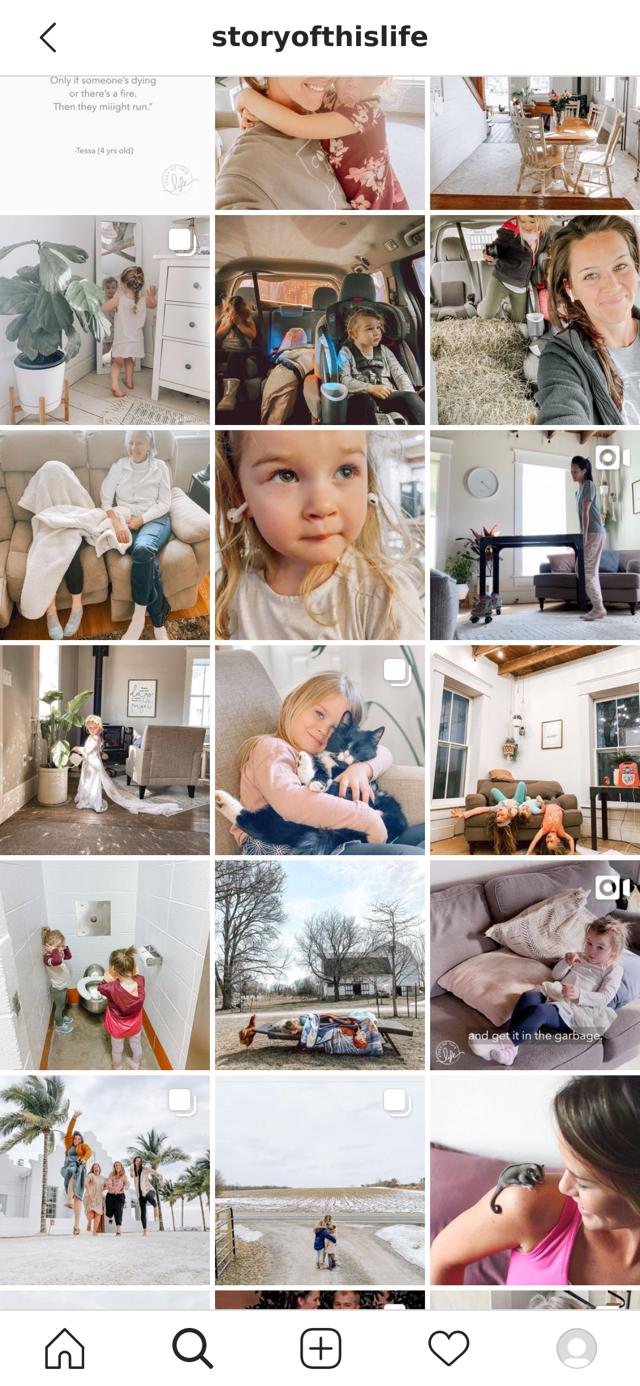 storyofthislife
Only if someone's dying
or there's a fire.
Then they miiight run."
-Tessa (4 yrs old)
life
and get it in the garbage.
life